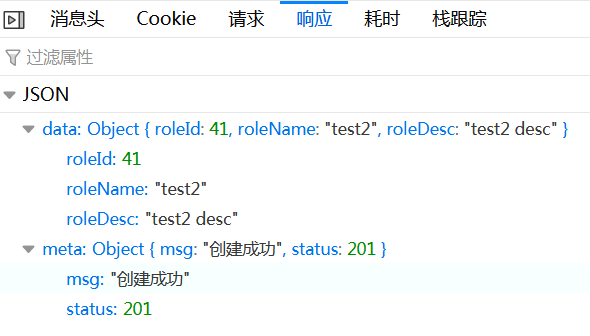 消息头 Cookie 请求 响应 耗时 栈跟踪
过滤属性
JSON
data: Object { roleId: 41, roleName: "test2", roleDesc: "test2 desc" }
roleId: 41
roleName: "test2"
roleDesc: "test2 desc"
meta: Object { msg: "创建成功", status: 201 }
msg: "创建成功"
status: 201